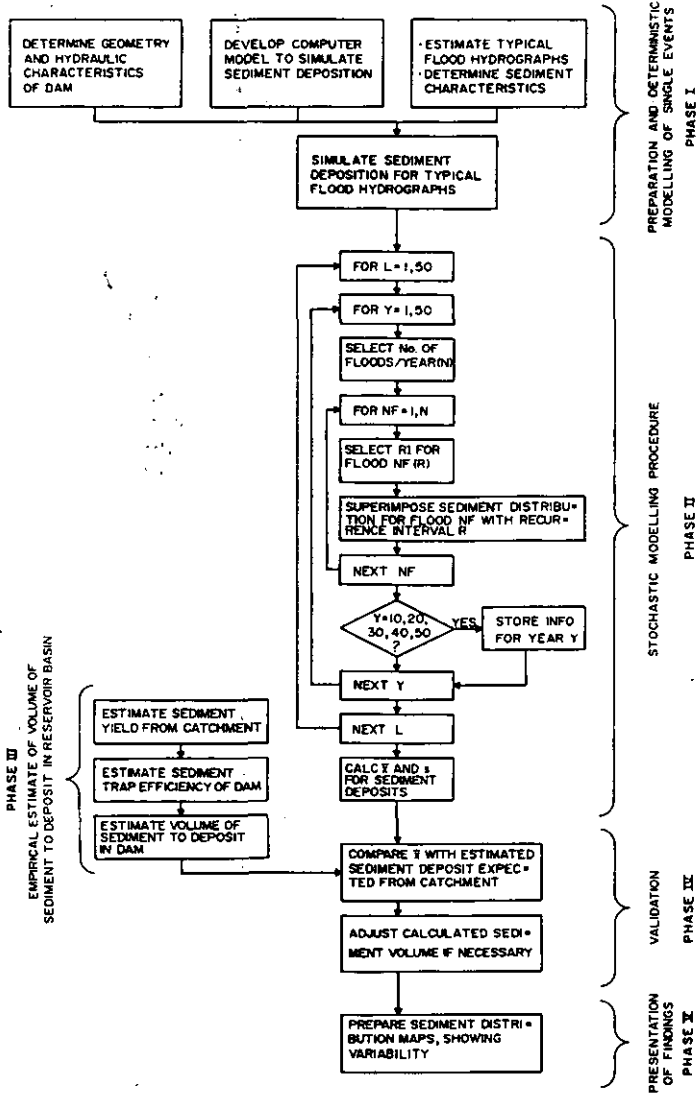 DETERMINE GEOMETRY
AND HYDRAULIC
CHARACTERISTICS
OF DAM
DEVELOP COMPUTER
MODEL TO SIMULATE
SEDIMENT DEPOSITION
· ESTIMATE TYPICAL
FLOOD HYDROGRAPHS
· DETERMINE SEDIMENT
CHARACTERISTICS
SIMULATE SEDIMENT
DEPOSITION FOR TYPICAL
FLOOD HYDROGRAPHS
PREPARATION AND DETERMINISTIC
MODELLING OF SINGLE EVENTS
PHASE I
FOR L=1,50
FOR Y=1,50
SELECT No. OF
FLOODS/YEAR(N)
FOR NF=1,N
SELECT RI FOR
FLOOD NF(R)
SUPERIMPOSE SEDIMENT DISTRIBU-
TION FOR FLOOD NF WITH RECUR-
RENCE INTERVAL R
NEXT NF
Y=10,20,
30,40,50
?
YES
STORE INFO
FOR YEAR Y
NEXT Y
NEXT L
CALC x̄ AND s
FOR SEDIMENT
DEPOSITS
STOCHASTIC MODELLING PROCEDURE
PHASE II
PHASE III
EMPIRICAL ESTIMATE OF VOLUME OF
SEDIMENT TO DEPOSIT IN RESERVOIR BASIN
ESTIMATE SEDIMENT
YIELD FROM CATCHMENT
ESTIMATE SEDIMENT
TRAP EFFICIENCY OF DAM
ESTIMATE VOLUME OF
SEDIMENT TO DEPOSIT
IN DAM
COMPARE x̄ WITH ESTIMATED
SEDIMENT DEPOSIT EXPEC-
TED FROM CATCHMENT
ADJUST CALCULATED SEDI-
MENT VOLUME IF NECESSARY
VALIDATION
PHASE IV
PREPARE SEDIMENT DISTRI-
BUTION MAPS, SHOWING
VARIABILITY
PRESENTATION
OF FINDINGS
PHASE V